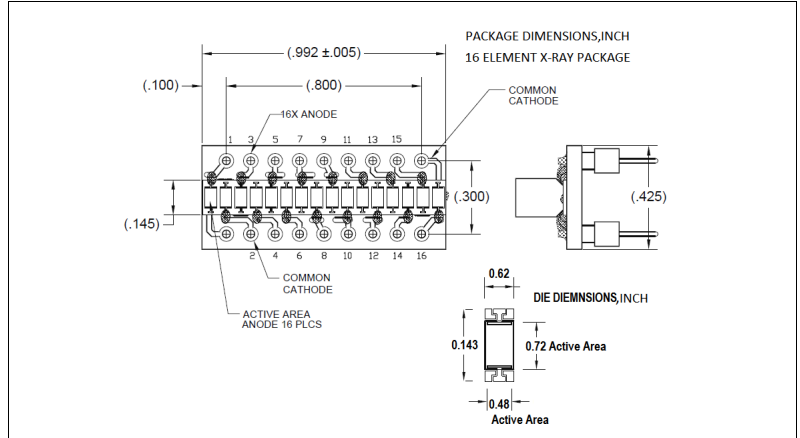 PACKAGE DIMENSIONS,INCH
16 ELEMENT X-RAY PACKAGE
(.992 ±.005)
(.100)
(.800)
COMMON
CATHODE
16X ANODE
1 3 5 7 9 11 13 15
(.145)
(.300)
(.425)
2 4 6 8 10 12 14 16
COMMON
CATHODE
ACTIVE AREA
ANODE 16 PLCS
0.62
DIE DIEMNSIONS,INCH
0.143
0.72 Active Area
0.48
Active Area